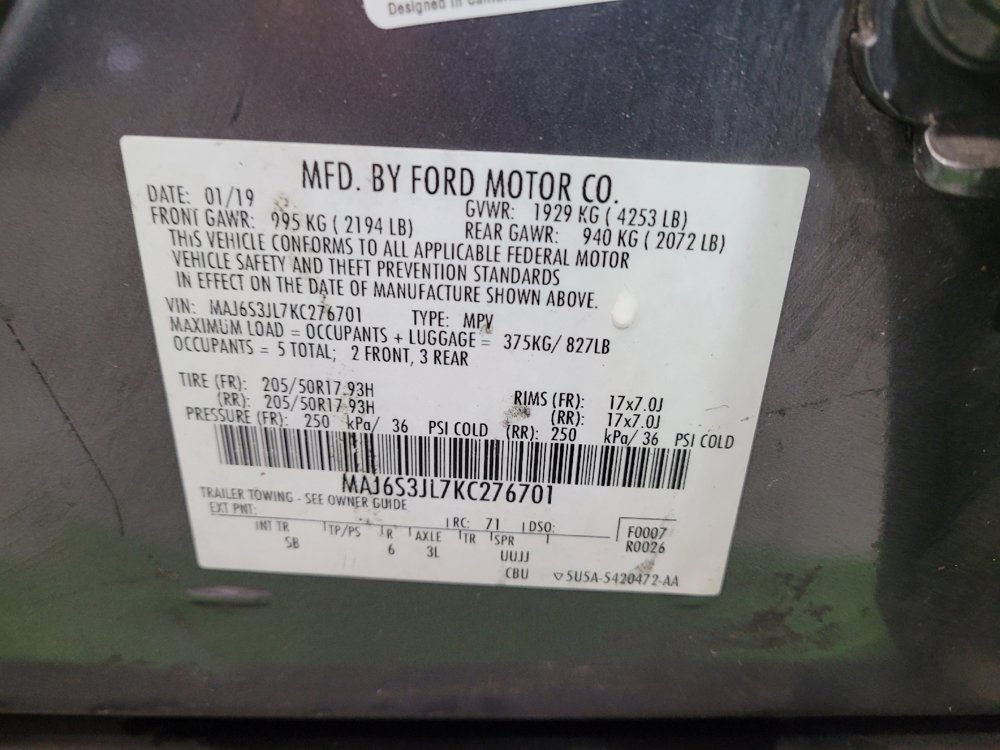 Designed in
MFD. BY FORD MOTOR CO.
DATE: 01/19 GVWR: 1929 KG ( 4253 LB)
FRONT GAWR: 995 KG ( 2194 LB) REAR GAWR: 940 KG ( 2072 LB)
THIS VEHICLE CONFORMS TO ALL APPLICABLE FEDERAL MOTOR
VEHICLE SAFETY AND THEFT PREVENTION STANDARDS
IN EFFECT ON THE DATE OF MANUFACTURE SHOWN ABOVE.
VIN: MAJ6S3JL7KC276701 TYPE: MPV
MAXIMUM LOAD = OCCUPANTS + LUGGAGE = 375KG/ 827LB
OCCUPANTS = 5 TOTAL; 2 FRONT, 3 REAR
TIRE (FR): 205/50R17 93H RIMS (FR): 17x7.0J
(RR): 205/50R17 93H (RR): 17x7.0J
PRESSURE (FR): 250 kPa/ 36 PSI COLD (RR): 250 kPa/ 36 PSI COLD
MAJ6S3JL7KC276701
TRAILER TOWING - SEE OWNER GUIDE
EXT PNT: RC: 71 DSO: F0007
INT TR TP/PS R AXLE TR SPR R0026
SB 6 3L UUJJ
CBU ▽5U5A-5420472-AA